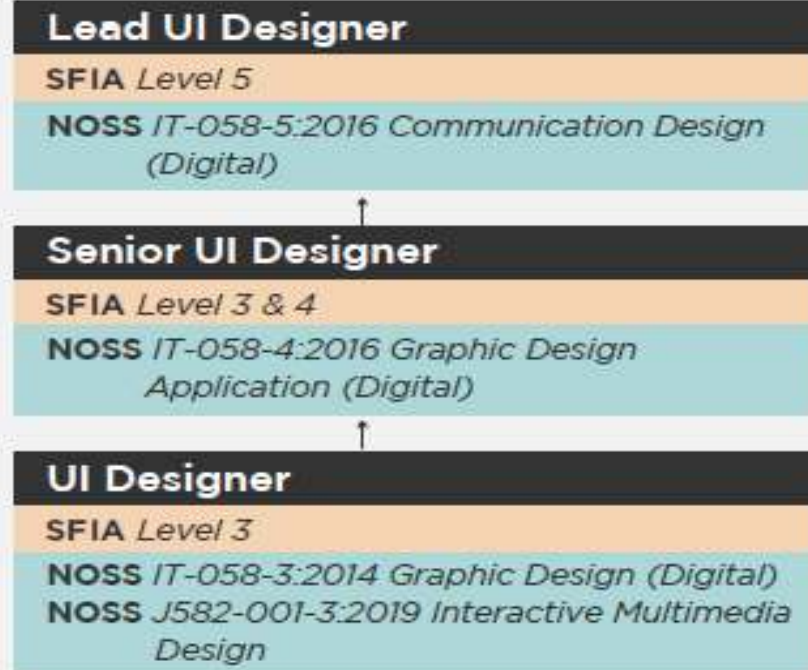 Lead UI Designer
SFIA Level 5
NOSS IT-058-5:2016 Communication Design
(Digital)
Senior UI Designer
SFIA Level 3 & 4
NOSS IT-058-4:2016 Graphic Design
Application (Digital)
UI Designer
SFIA Level 3
NOSS IT-058-3:2014 Graphic Design (Digital)
NOSS J582-001-3:2019 Interactive Multimedia
Design